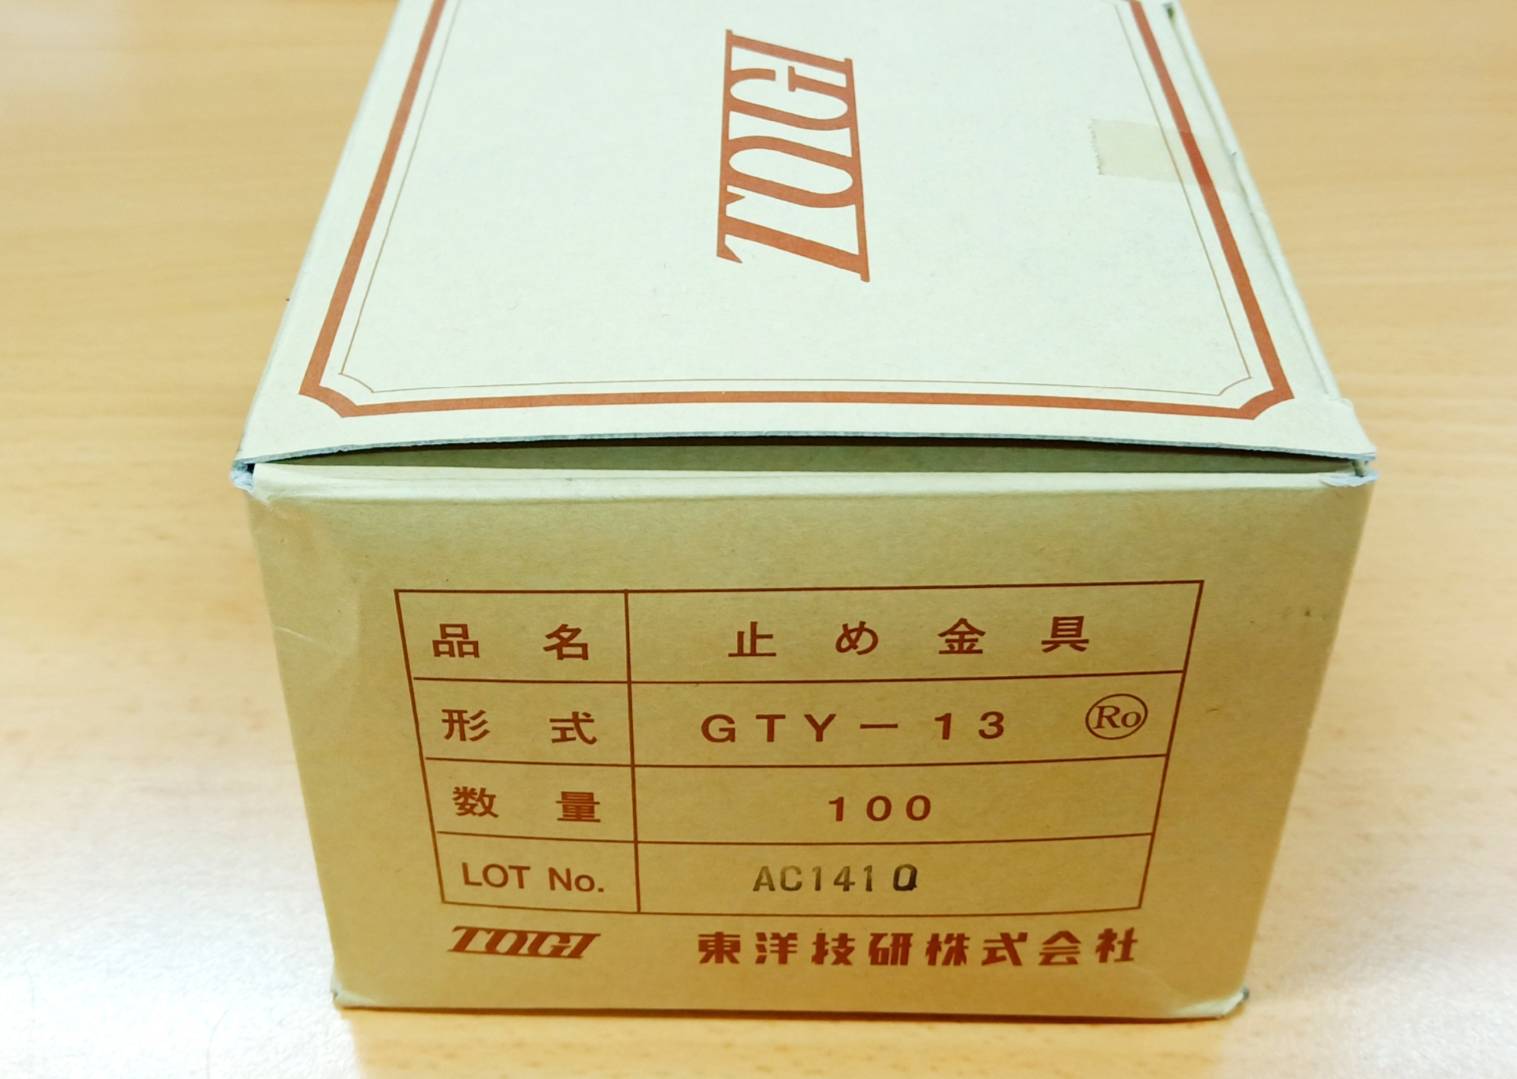 TOGI
品名 止め金具
形式 GTY-13 Ro
数量 100
LOT No. AC141Q
TOGI 東洋技研株式会社